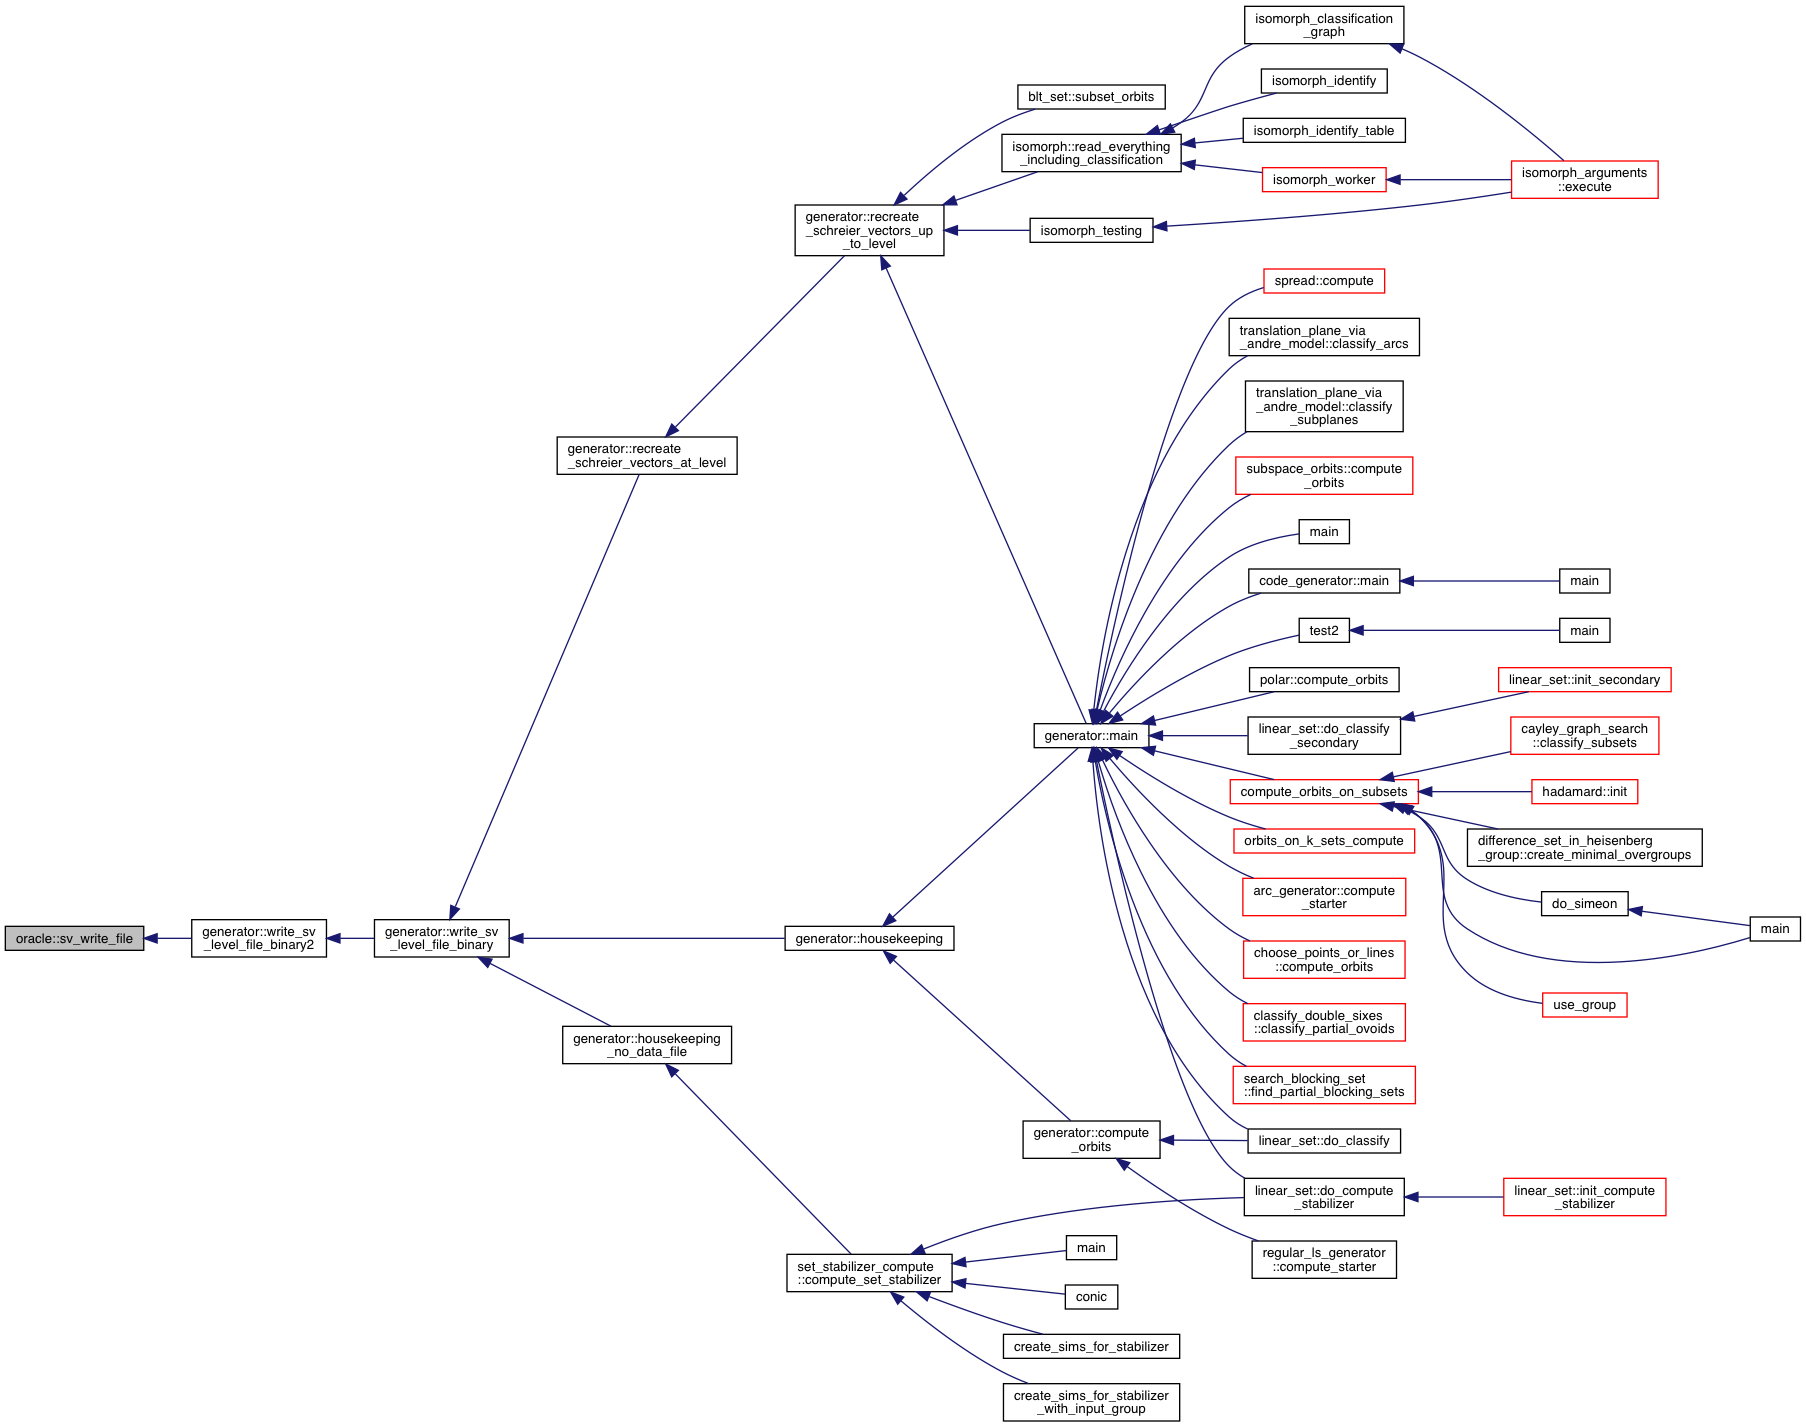 isomorph_classification
_graph
isomorph_identify
blt_set::subset_orbits
isomorph_identify_table
isomorph::read_everything
_including_classification
isomorph_worker
isomorph_arguments
::execute
generator::recreate
_schreier_vectors_up
_to_level
isomorph_testing
spread::compute
translation_plane_via
_andre_model::classify_arcs
translation_plane_via
_andre_model::classify
_subplanes
generator::recreate
_schreier_vectors_at_level
subspace_orbits::compute
_orbits
main
code_generator::main
main
test2
main
polar::compute_orbits
linear_set::init_secondary
generator::main
linear_set::do_classify
_secondary
cayley_graph_search
::classify_subsets
compute_orbits_on_subsets
hadamard::init
orbits_on_k_sets_compute
difference_set_in_heisenberg
_group::create_minimal_overgroups
arc_generator::compute
_starter
do_simeon
main
oracle::sv_write_file
generator::write_sv
_level_file_binary2
generator::write_sv
_level_file_binary
generator::housekeeping
choose_points_or_lines
::compute_orbits
use_group
classify_double_sixes
::classify_partial_ovoids
generator::housekeeping
_no_data_file
search_blocking_set
::find_partial_blocking_sets
generator::compute
_orbits
linear_set::do_classify
linear_set::do_compute
_stabilizer
linear_set::init_compute
_stabilizer
regular_ls_generator
::compute_starter
main
set_stabilizer_compute
::compute_set_stabilizer
conic
create_sims_for_stabilizer
create_sims_for_stabilizer
_with_input_group